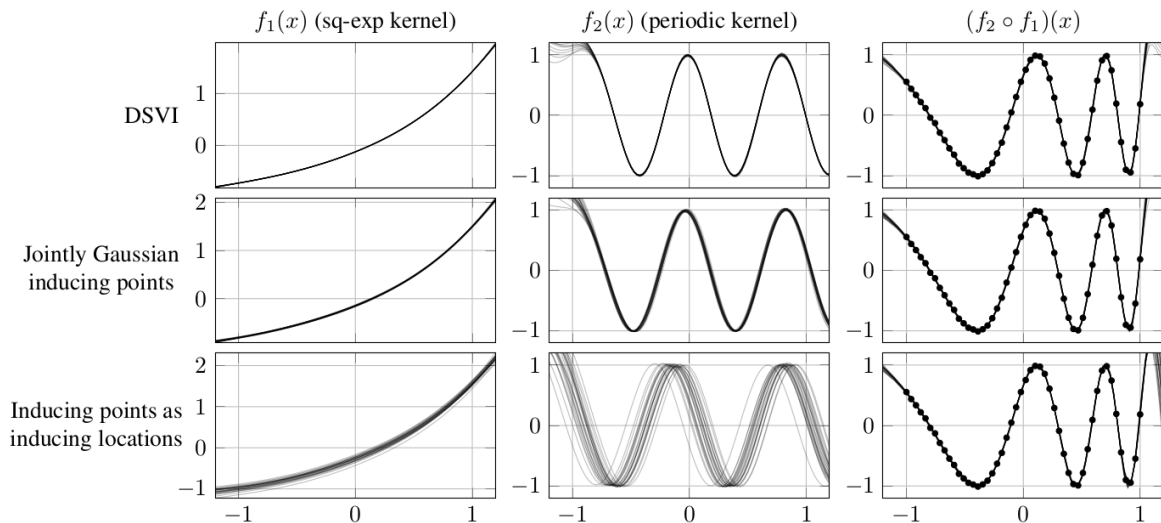 f₁(x) (sq-exp kernel)
f₂(x) (periodic kernel)
(f₂ ∘ f₁)(x)
DSVI
1
0
1
0
−1
1
0
−1
Jointly Gaussian
inducing points
2
1
0
1
0
−1
1
0
−1
Inducing points as
inducing locations
2
1
0
−1
1
0
−1
1
0
−1
−1 0 1
−1 0 1
−1 0 1